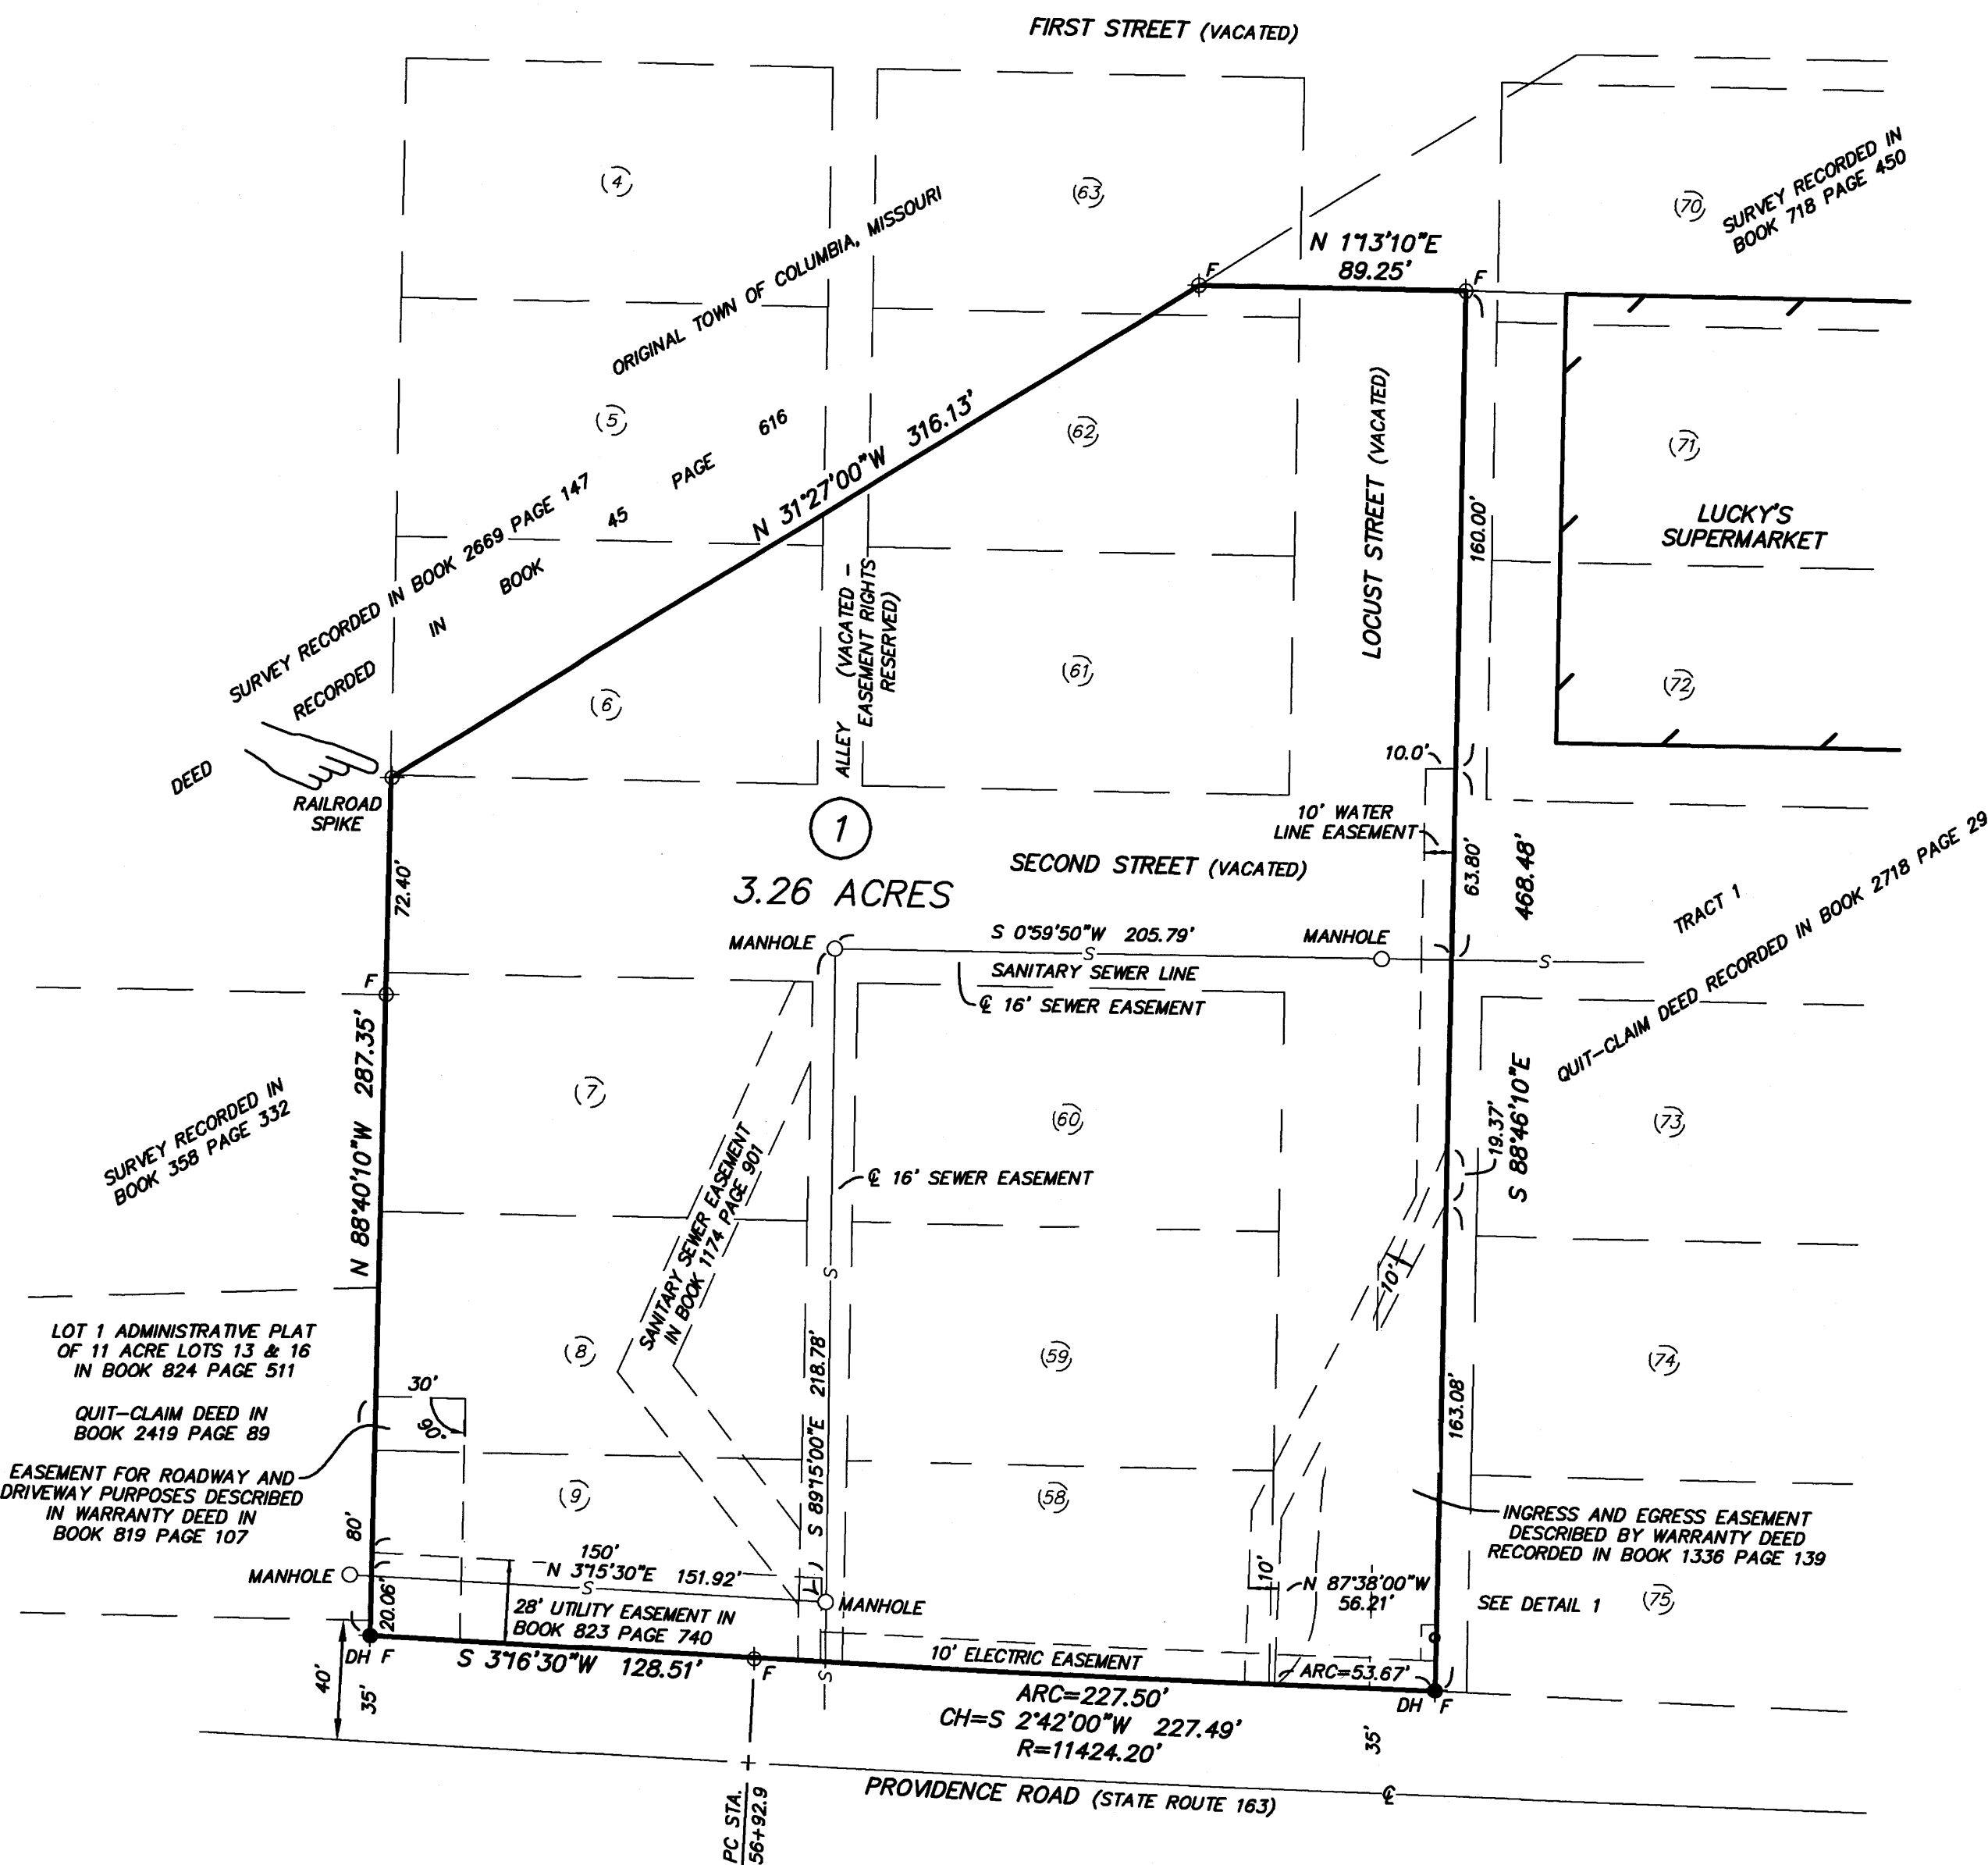 FIRST STREET (VACATED)
(4)
(63)
(70)
SURVEY RECORDED IN
BOOK 718 PAGE 450
ORIGINAL TOWN OF COLUMBIA, MISSOURI
N 1°13'10"E
89.25'
F
F
(5)
(62)
(71)
N 31°27'00"W 316.13'
LOCUST STREET (VACATED)
160.00'
LUCKY'S
SUPERMARKET
SURVEY RECORDED IN BOOK 2669 PAGE 147
DEED RECORDED IN BOOK 45 PAGE 616
ALLEY (VACATED -
EASEMENT RIGHTS
RESERVED)
(6)
(61)
(72)
RAILROAD
SPIKE
10.0'
10' WATER
LINE EASEMENT
1
3.26 ACRES
SECOND STREET (VACATED)
72.40'
63.80'
468.48'
S 88°46'10"E
TRACT 1
QUIT-CLAIM DEED RECORDED IN BOOK 2718 PAGE 29
MANHOLE
S 0°59'50"W 205.79'
MANHOLE
S
S
SANITARY SEWER LINE
℄ 16' SEWER EASEMENT
F
N 88°40'10"W 287.35'
SURVEY RECORDED IN
BOOK 358 PAGE 332
(7)
(60)
(73)
19.37'
SANITARY SEWER EASEMENT
IN BOOK 1174 PAGE 901
℄ 16' SEWER EASEMENT
S
10'
LOT 1 ADMINISTRATIVE PLAT
OF 11 ACRE LOTS 13 & 16
IN BOOK 824 PAGE 511
(8)
(59)
(74)
S 89°15'00"E 218.78'
163.08'
30'
90°
QUIT-CLAIM DEED IN
BOOK 2419 PAGE 89
EASEMENT FOR ROADWAY AND
DRIVEWAY PURPOSES DESCRIBED
IN WARRANTY DEED IN
BOOK 819 PAGE 107
(9)
(58)
80'
INGRESS AND EGRESS EASEMENT
DESCRIBED BY WARRANTY DEED
RECORDED IN BOOK 1336 PAGE 139
MANHOLE
150'
N 3°15'30"E 151.92'
S
20.06'
28' UTILITY EASEMENT IN
BOOK 823 PAGE 740
MANHOLE
10'
N 87°38'00"W
56.21'
SEE DETAIL 1
(75)
DH F
S 3°16'30"W 128.51'
F
S
10' ELECTRIC EASEMENT
ARC=53.67'
DH F
40'
35'
ARC=227.50'
CH=S 2°42'00"W 227.49'
R=11424.20'
35'
PC STA.
56+92.9
PROVIDENCE ROAD (STATE ROUTE 163)
℄